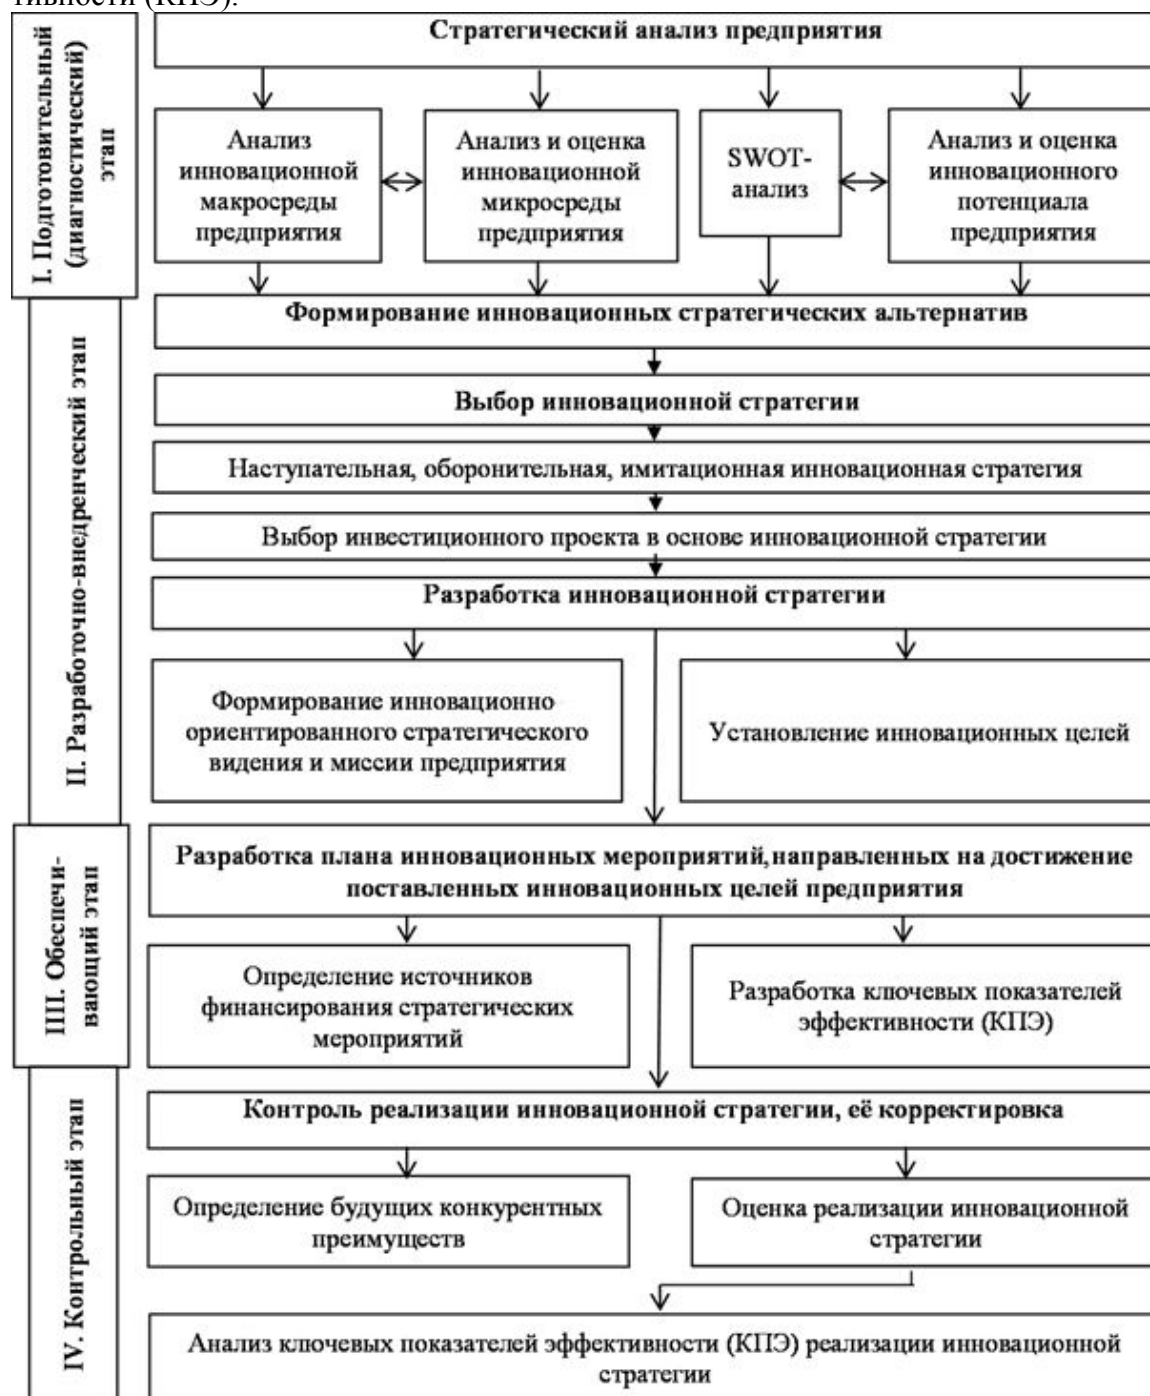 тивности (КПЭ).
I. Подготовительный
(диагностический)
этап
Стратегический анализ предприятия
Анализ
инновационной
макросреды
предприятия
Анализ и оценка
инновационной
микросреды
предприятия
SWOT-
анализ
Анализ и оценка
инновационного
потенциала
предприятия
II. Разработочно-внедренческий этап
Формирование инновационных стратегических альтернатив
Выбор инновационной стратегии
Наступательная, оборонительная, имитационная инновационная стратегия
Выбор инвестиционного проекта в основе инновационной стратегии
Разработка инновационной стратегии
Формирование инновационно
ориентированного стратегического
видения и миссии предприятия
Установление инновационных целей
IIII. Обеспечи-
вающий этап
Разработка плана инновационных мероприятий,направленных на достижение
поставленных инновационных целей предприятия
Определение источников
финансирования стратегических
мероприятий
Разработка ключевых показателей
эффективности (КПЭ)
IV. Контрольный этап
Контроль реализации инновационной стратегии, её корректировка
Определение будущих конкурентных
преимуществ
Оценка реализации инновационной
стратегии
Анализ ключевых показателей эффективности (КПЭ) реализации инновационной
стратегии